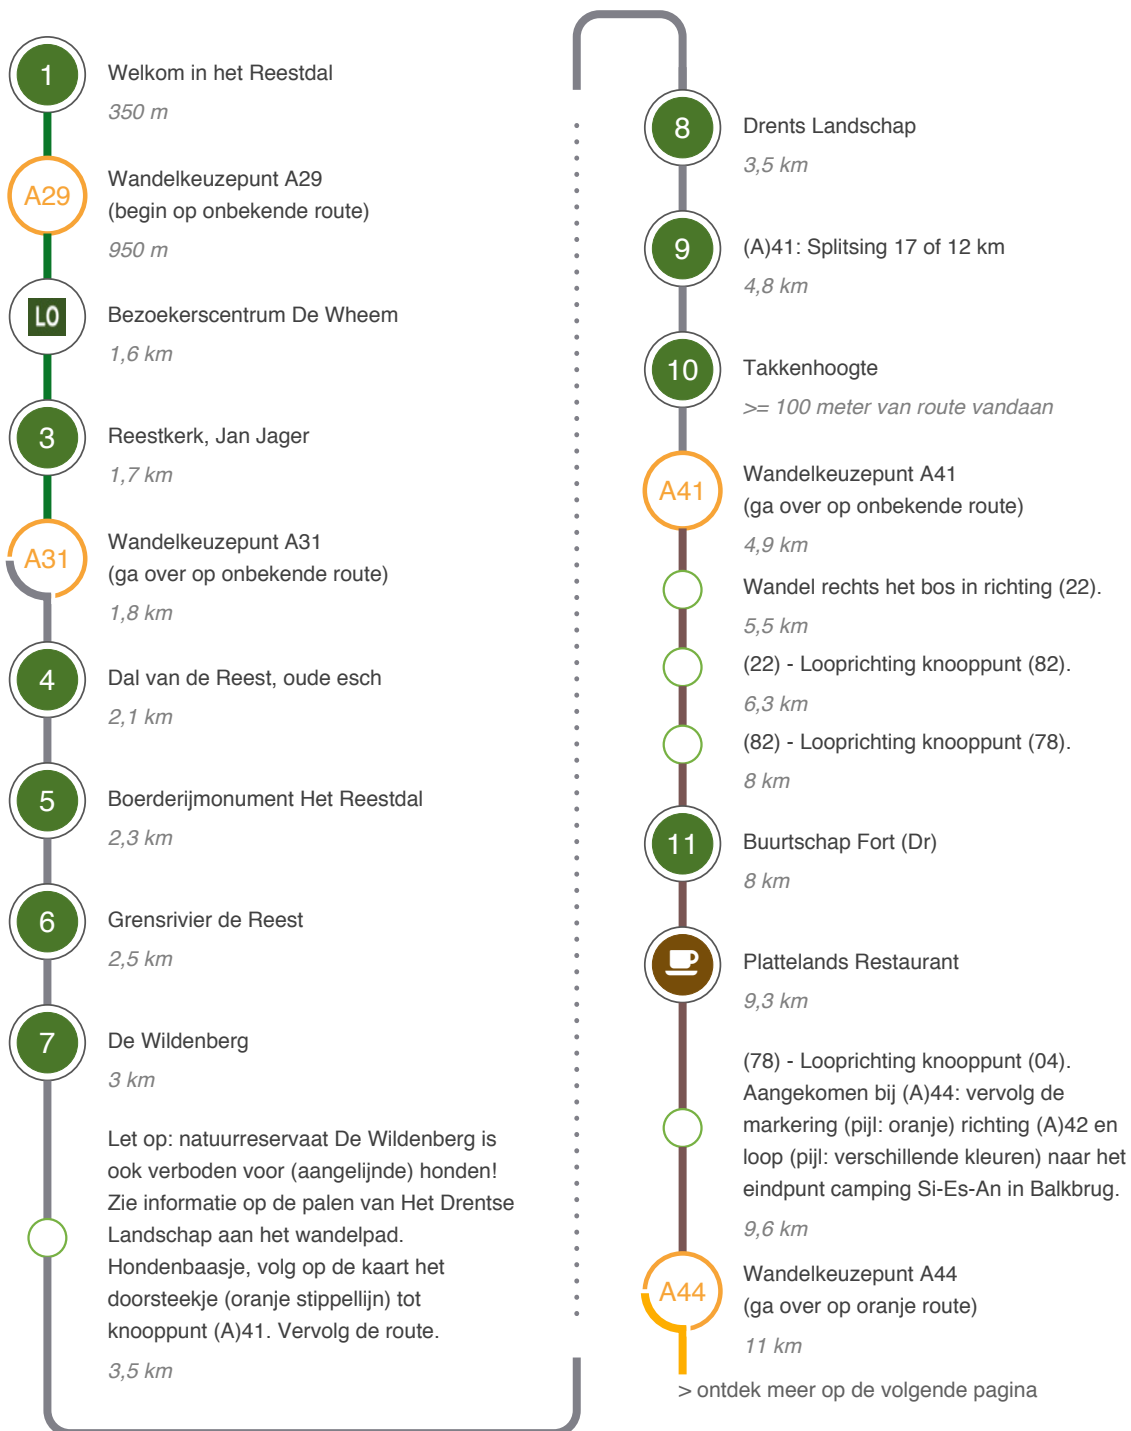 1
Welkom in het Reestdal
350 m
A29
Wandelkeuzepunt A29
(begin op onbekende route)
950 m
LO
Bezoekerscentrum De Wheem
1,6 km
3
Reestkerk, Jan Jager
1,7 km
A31
Wandelkeuzepunt A31
(ga over op onbekende route)
1,8 km
4
Dal van de Reest, oude esch
2,1 km
5
Boerderijmonument Het Reestdal
2,3 km
6
Grensrivier de Reest
2,5 km
7
De Wildenberg
3 km
Let op: natuurreservaat De Wildenberg is
ook verboden voor (aangelijnde) honden!
Zie informatie op de palen van Het Drentse
Landschap aan het wandelpad.
Hondenbaasje, volg op de kaart het
doorsteekje (oranje stippellijn) tot
knooppunt (A)41. Vervolg de route.
3,5 km
8
Drents Landschap
3,5 km
9
(A)41: Splitsing 17 of 12 km
4,8 km
10
Takkenhoogte
>= 100 meter van route vandaan
A41
Wandelkeuzepunt A41
(ga over op onbekende route)
4,9 km
Wandel rechts het bos in richting (22).
5,5 km
(22) - Looprichting knooppunt (82).
6,3 km
(82) - Looprichting knooppunt (78).
8 km
11
Buurtschap Fort (Dr)
8 km
Plattelands Restaurant
9,3 km
(78) - Looprichting knooppunt (04).
Aangekomen bij (A)44: vervolg de
markering (pijl: oranje) richting (A)42 en
loop (pijl: verschillende kleuren) naar het
eindpunt camping Si-Es-An in Balkbrug.
9,6 km
A44
Wandelkeuzepunt A44
(ga over op oranje route)
11 km
> ontdek meer op de volgende pagina